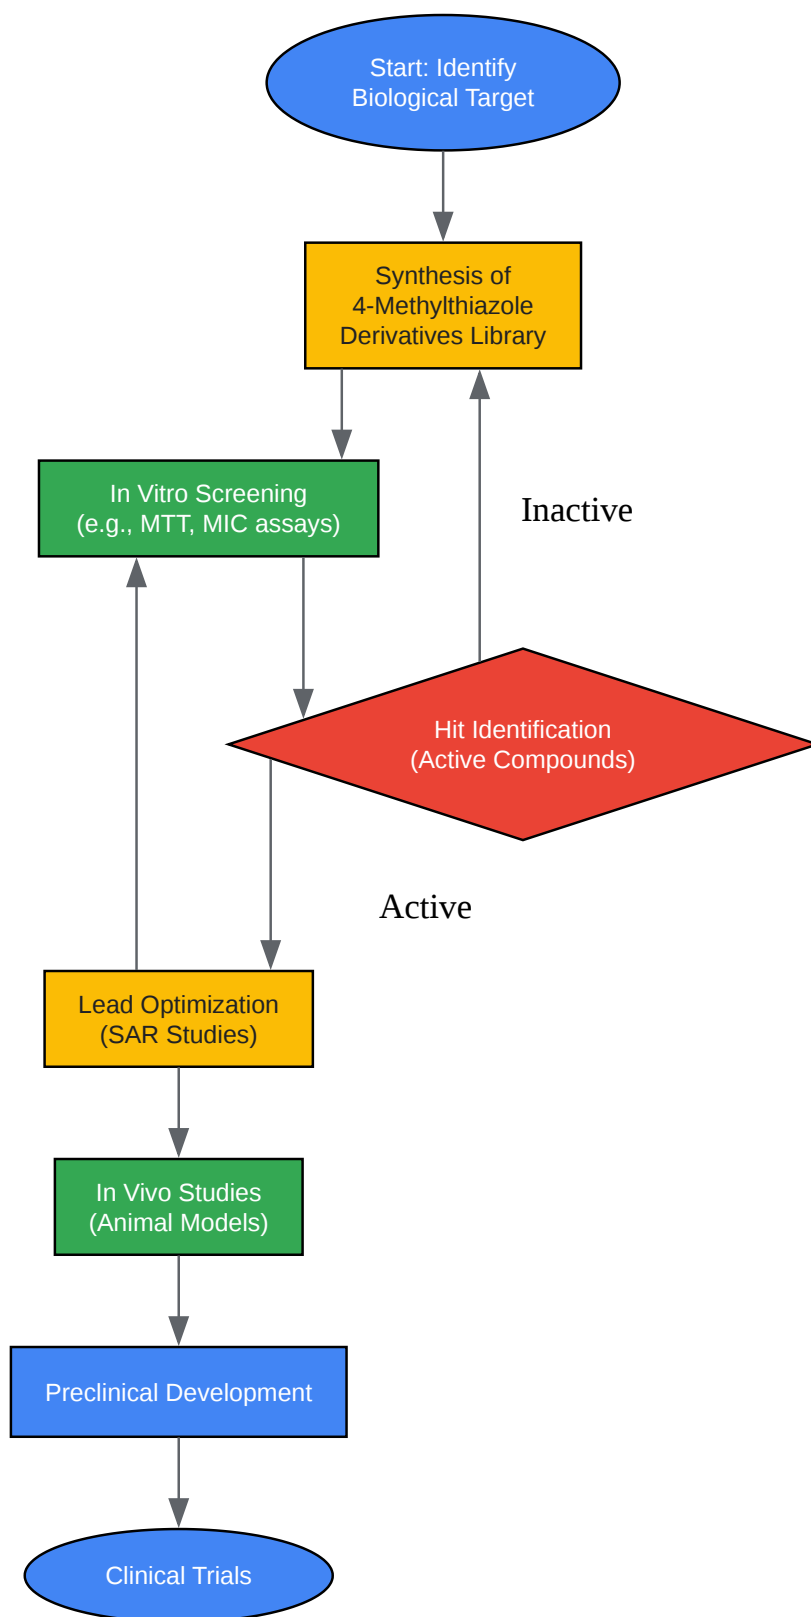 Start: Identify
Biological Target
Synthesis of
4-Methylthiazole
Derivatives Library
In Vitro Screening
(e.g., MTT, MIC assays)
Inactive
Hit Identification
(Active Compounds)
Active
Lead Optimization
(SAR Studies)
In Vivo Studies
(Animal Models)
Preclinical Development
Clinical Trials